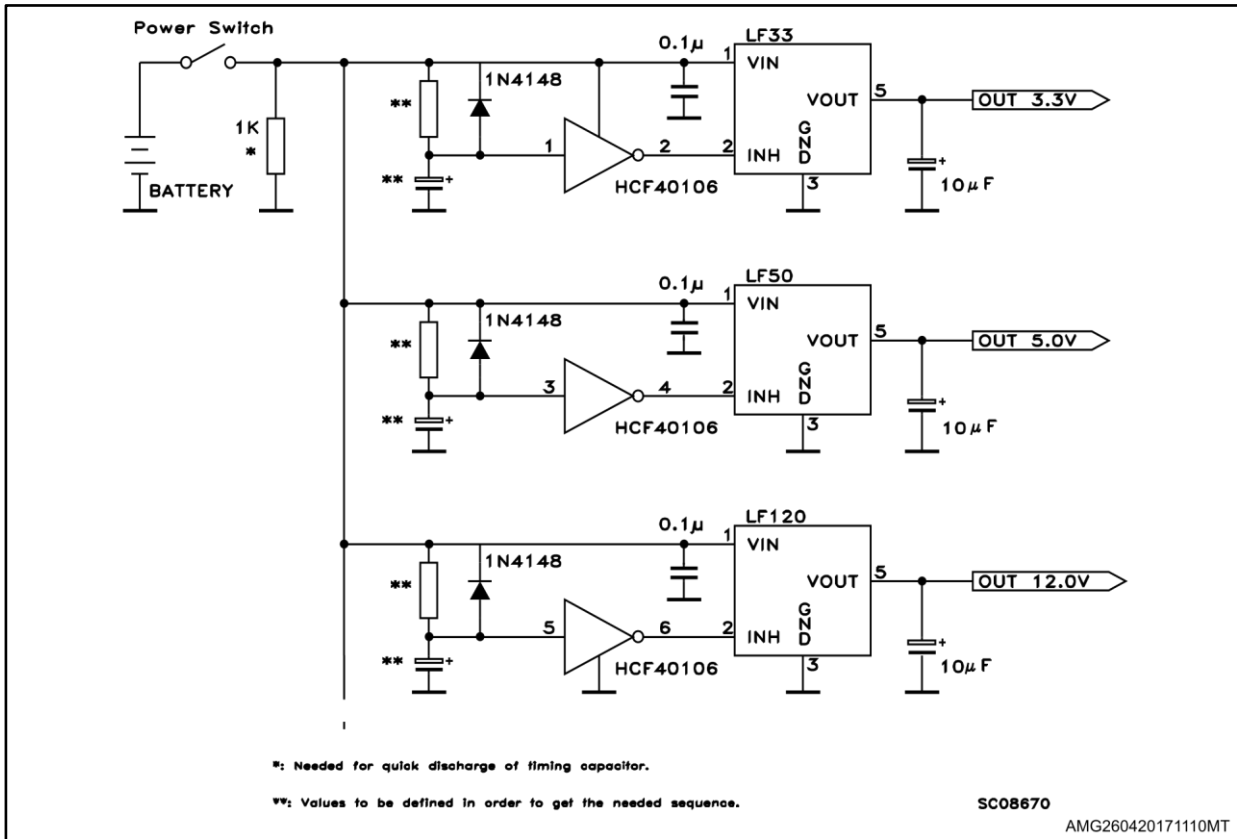 Power Switch
1K
*
BATTERY
**
1N4148
**
1
HCF40106
2
0.1μ
LF33
1
VIN
2
INH
VOUT
GND
3
5
OUT 3.3V
+
+
10μF
**
1N4148
**
3
HCF40106
4
0.1μ
LF50
1
VIN
2
INH
VOUT
GND
3
5
OUT 5.0V
+
+
10μF
**
1N4148
**
5
HCF40106
6
0.1μ
LF120
1
VIN
2
INH
VOUT
GND
3
5
OUT 12.0V
+
+
10μF
*: Needed for quick discharge of timing capacitor.
**: Values to be defined in order to get the needed sequence.
SC08670
AMG260420171110MT